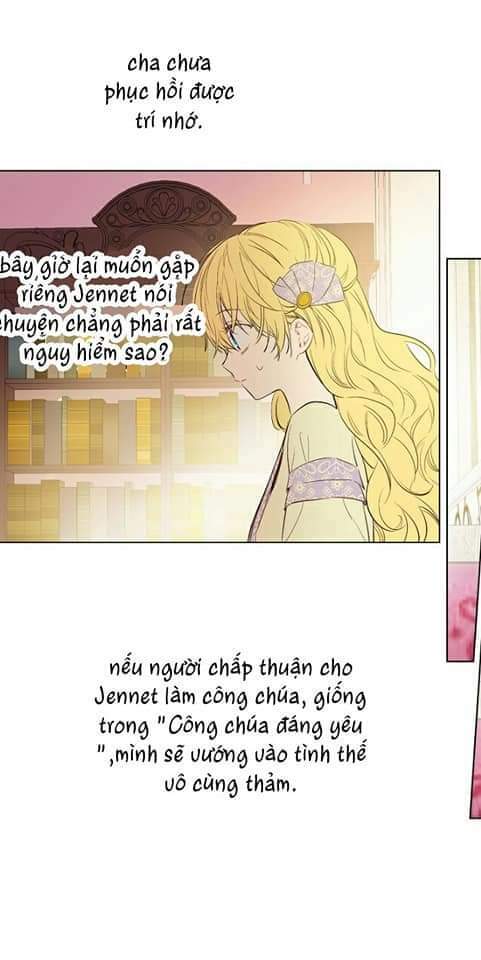 cha chưa
phục hồi được
trí nhớ.
bây giờ lại muốn gặp
riêng Jennet nói
chuyện chẳng phải rất
nguy hiểm sao?
nếu người chấp thuận cho
Jennet làm công chúa, giống
trong "Công chúa đáng yêu
",mình sẽ vướng vào tình thế
vô cùng thảm.